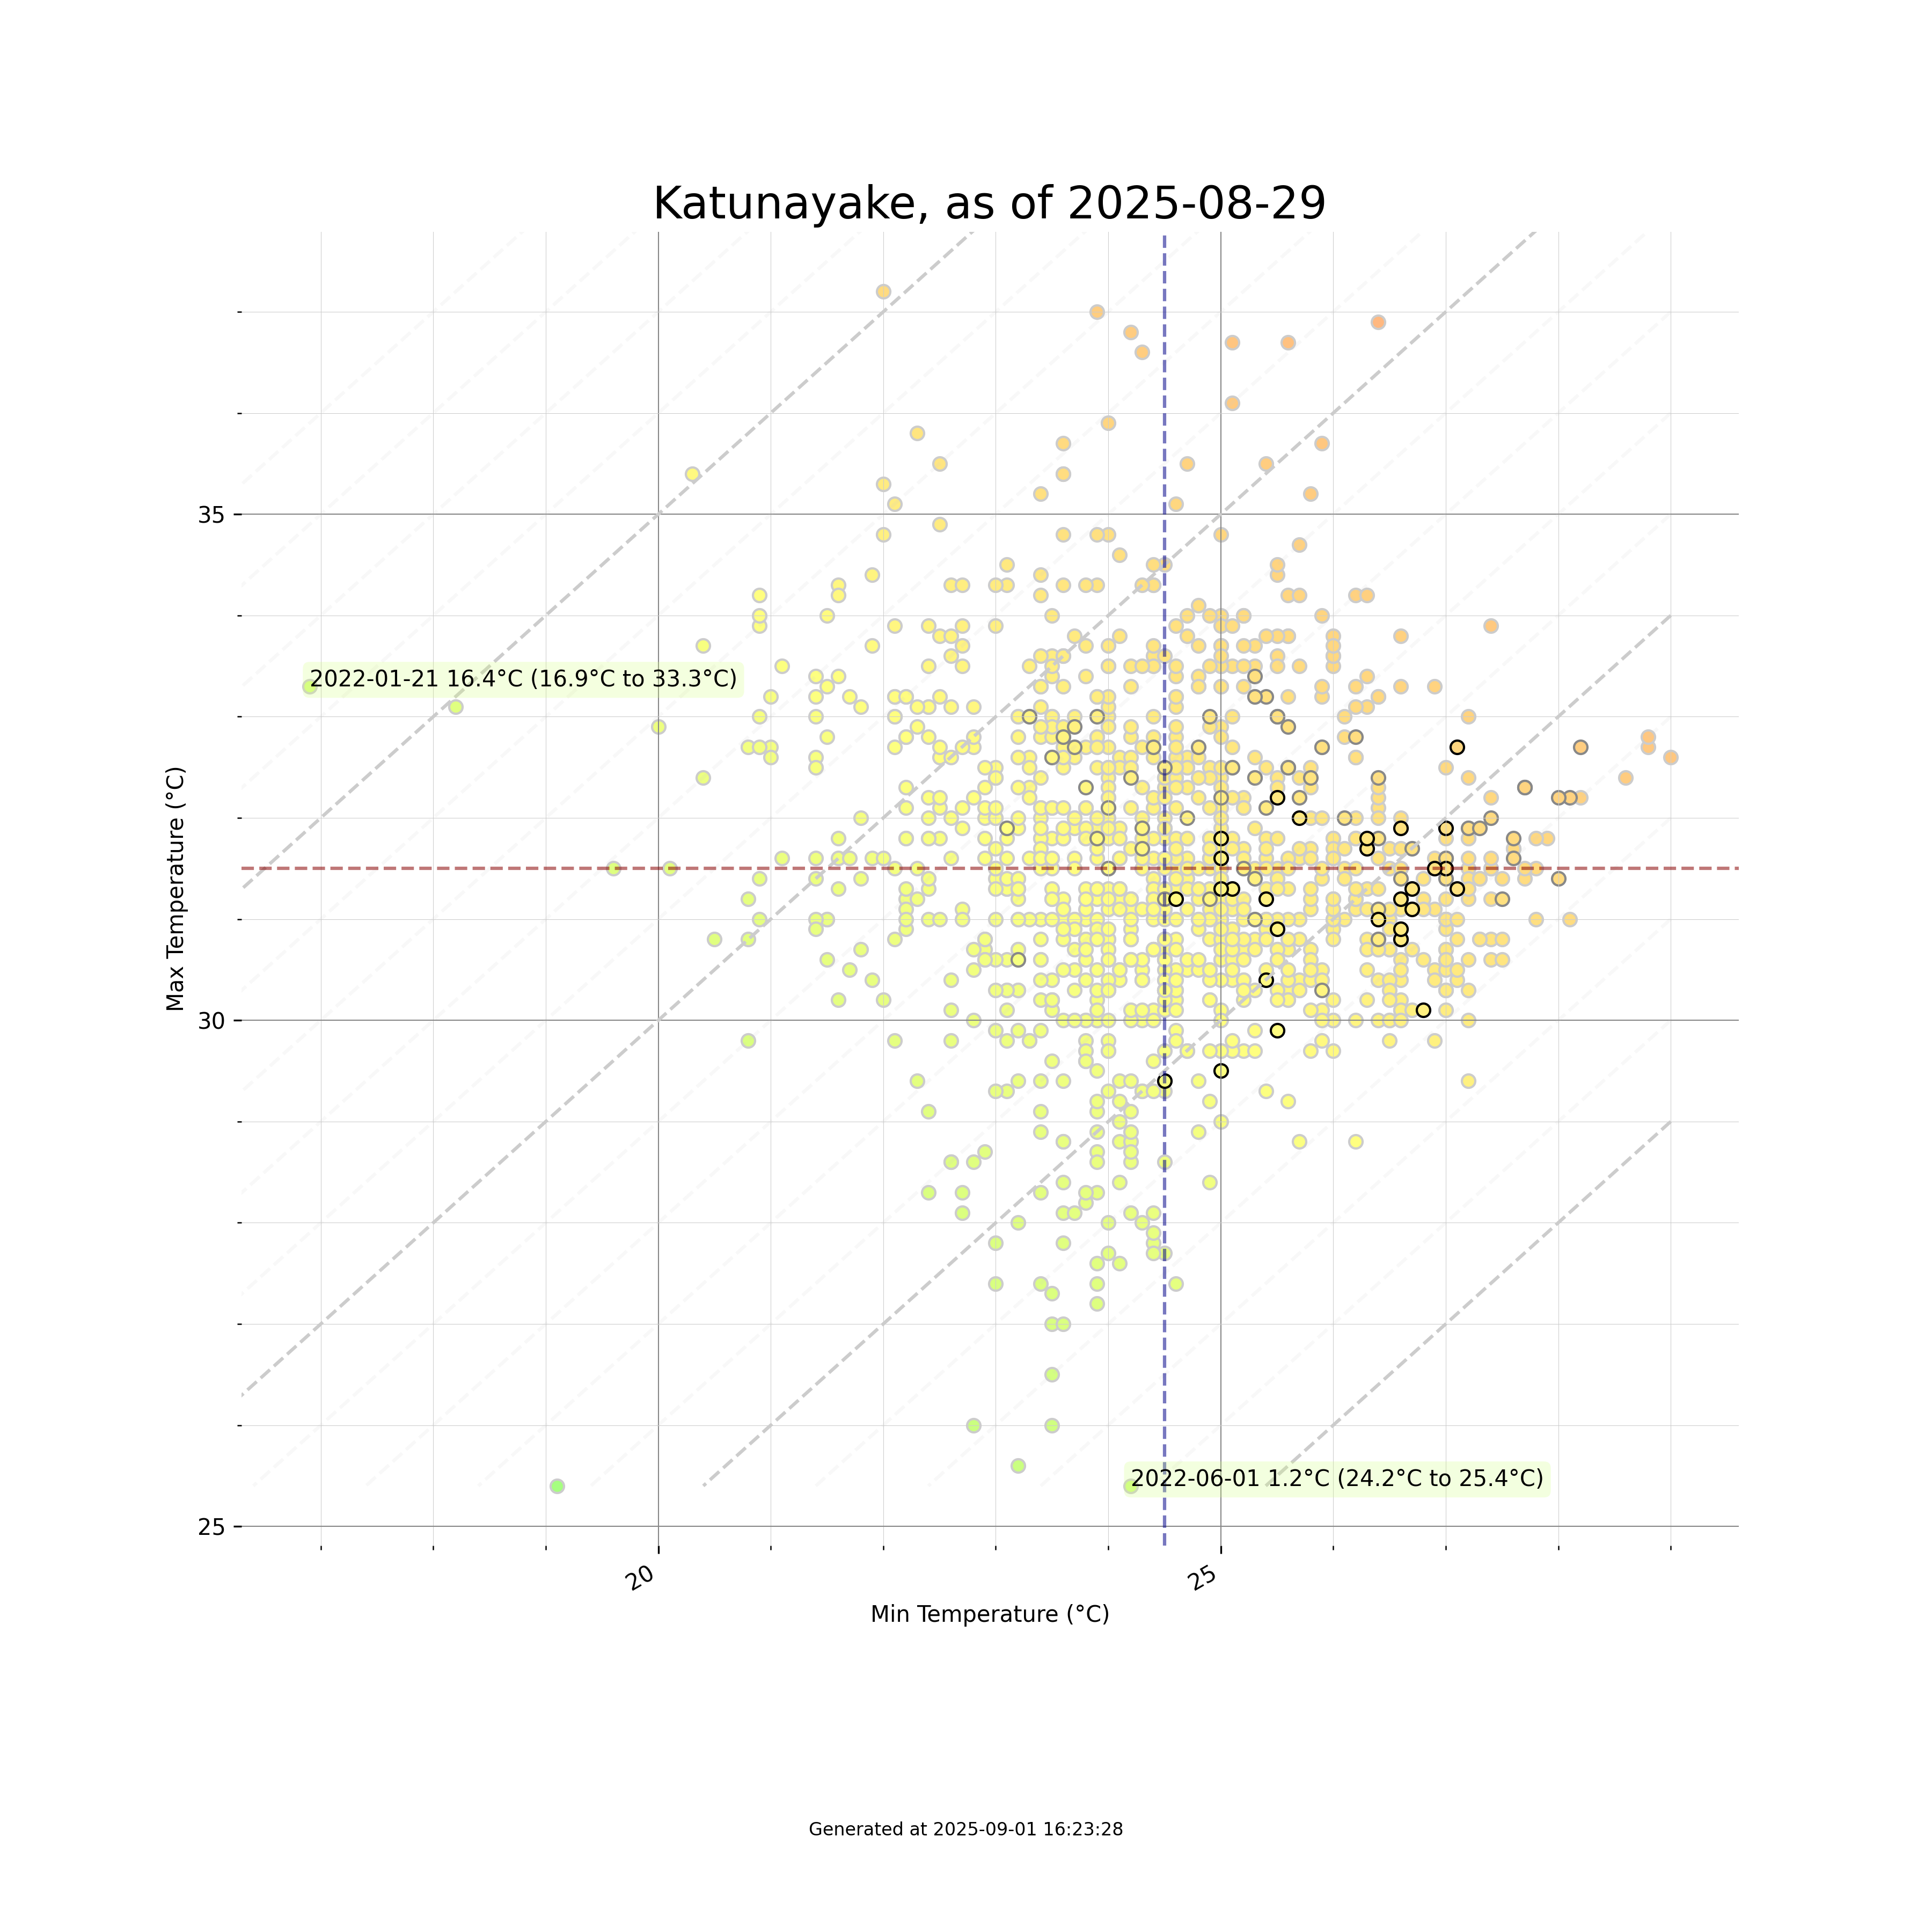 Katunayake, as of 2025-08-29
35
30
25
Max Temperature (°C)
2022-01-21 16.4°C (16.9°C to 33.3°C)
2022-06-01 1.2°C (24.2°C to 25.4°C)
20
25
Min Temperature (°C)
Generated at 2025-09-01 16:23:28